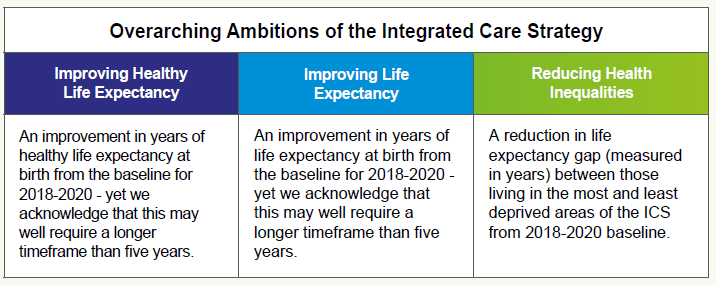 Overarching Ambitions of the Integrated Care Strategy
Improving Healthy
Life Expectancy
Improving Life
Expectancy
Reducing Health
Inequalities
An improvement in years of
healthy life expectancy at
birth from the baseline for
2018-2020 - yet we
acknowledge that this may
well require a longer
timeframe than five years.
An improvement in years of
life expectancy at birth from
the baseline for 2018-2020 -
yet we acknowledge that
this may well require a
longer timeframe than five
years.
A reduction in life
expectancy gap (measured
in years) between those
living in the most and least
deprived areas of the ICS
from 2018-2020 baseline.